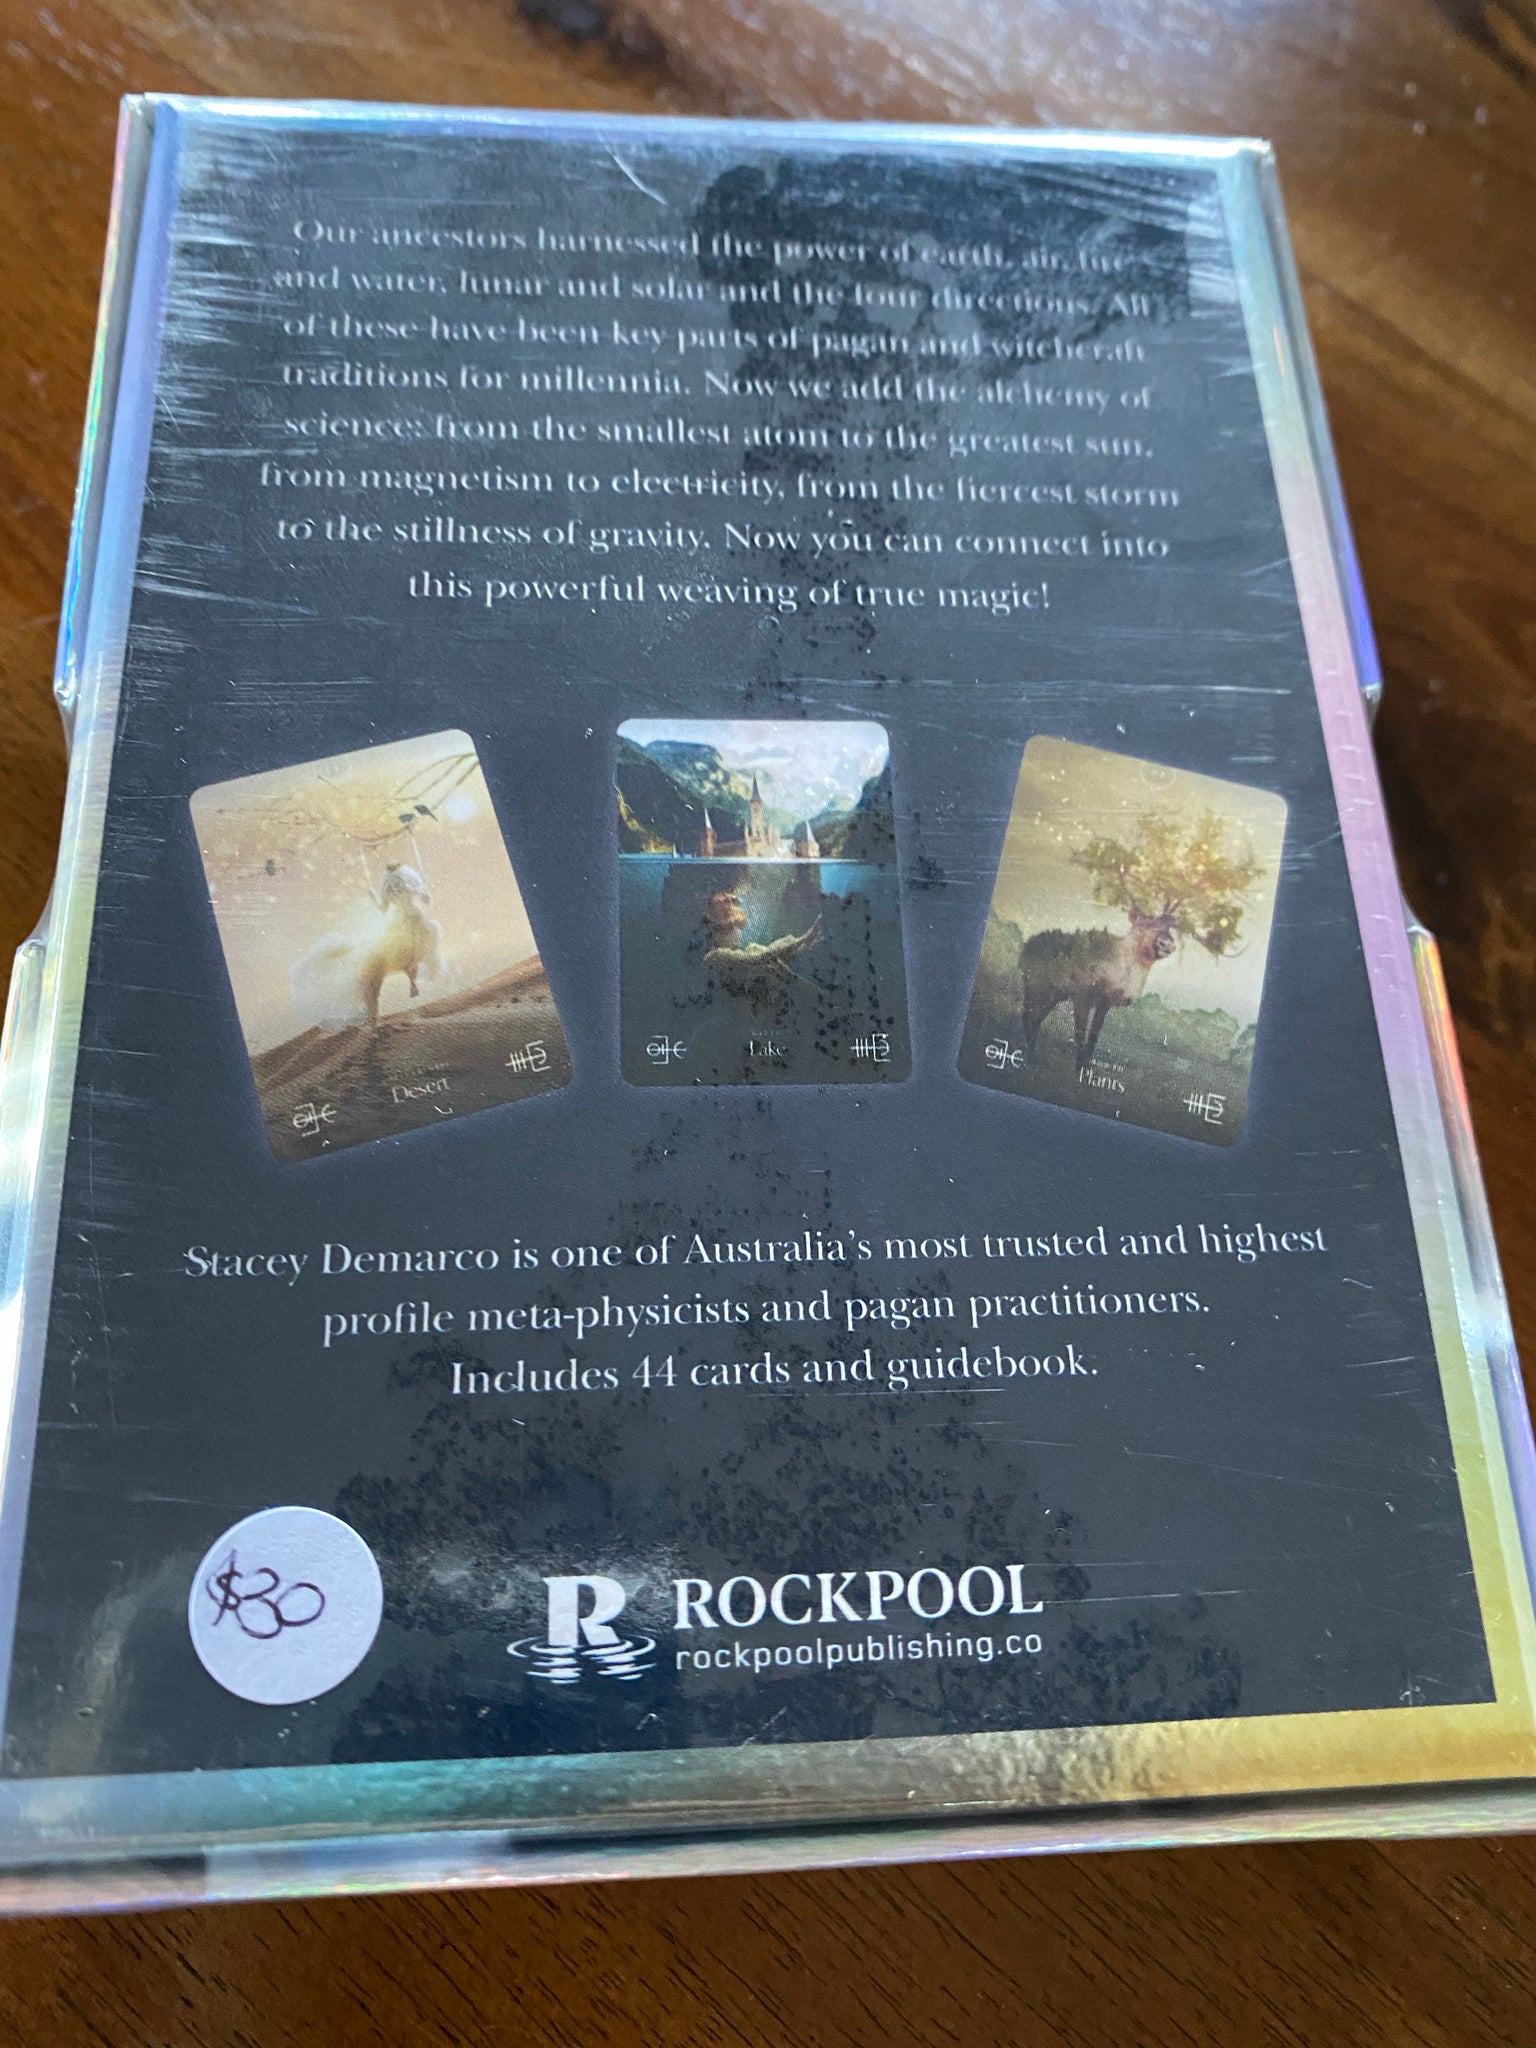 Our ancestors harnessed the power of earth, air, fire
and water, lunar and solar and the four directions. All
of these have been key parts of pagan and witchcraft
traditions for millennia. Now we add the alchemy of
science: from the smallest atom to the greatest sun,
from magnetism to electricity, from the fiercest storm
to the stillness of gravity. Now you can connect into
this powerful weaving of true magic!
Desert
Lake
Plants
Stacey Demarco is one of Australia's most trusted and highest
profile meta-physicists and pagan practitioners.
Includes 44 cards and guidebook.
$30
R ROCKPOOL
rockpoolpublishing.co